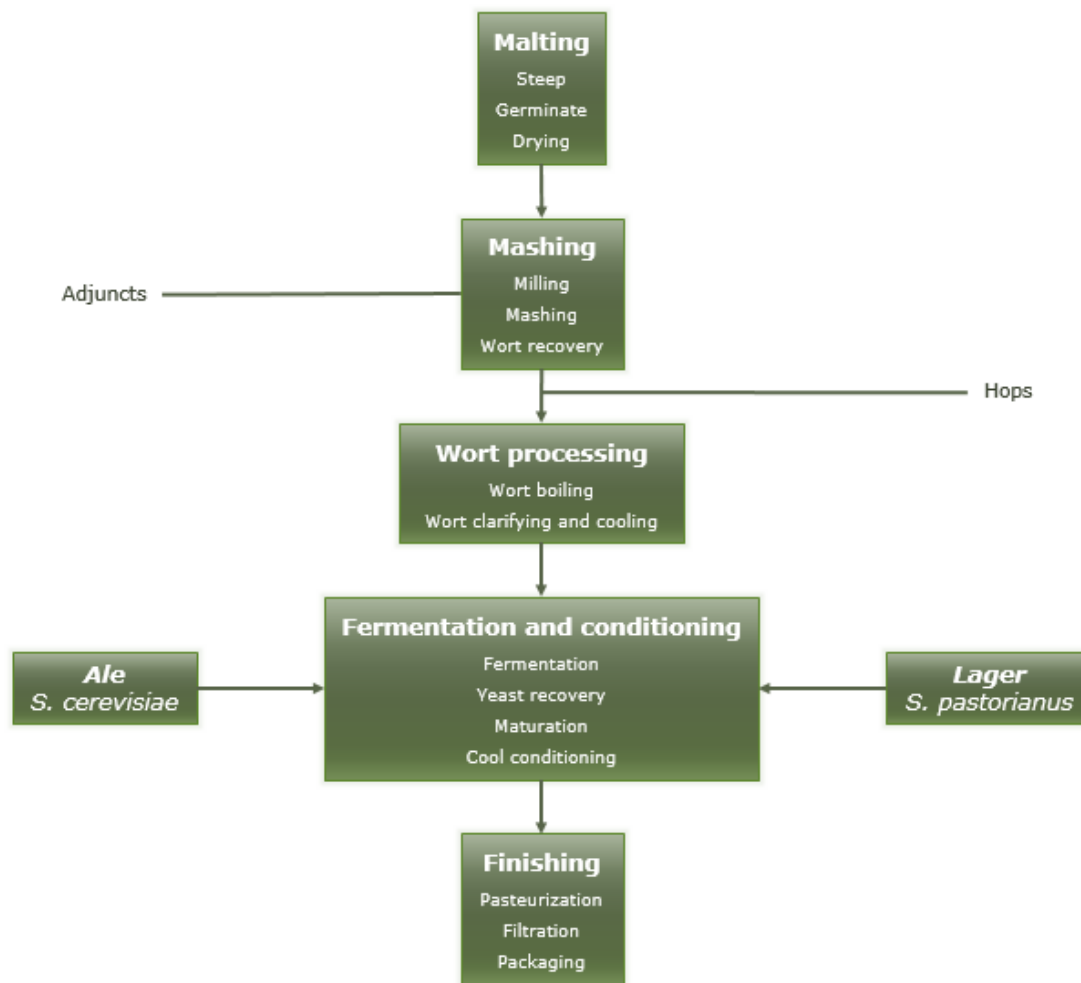 Malting
Steep
Germinate
Drying
Mashing
Milling
Mashing
Wort recovery
Adjuncts
Hops
Wort processing
Wort boiling
Wort clarifying and cooling
Fermentation and conditioning
Fermentation
Yeast recovery
Maturation
Cool conditioning
Ale
S. cerevisiae
Lager
S. pastorianus
Finishing
Pasteurization
Filtration
Packaging